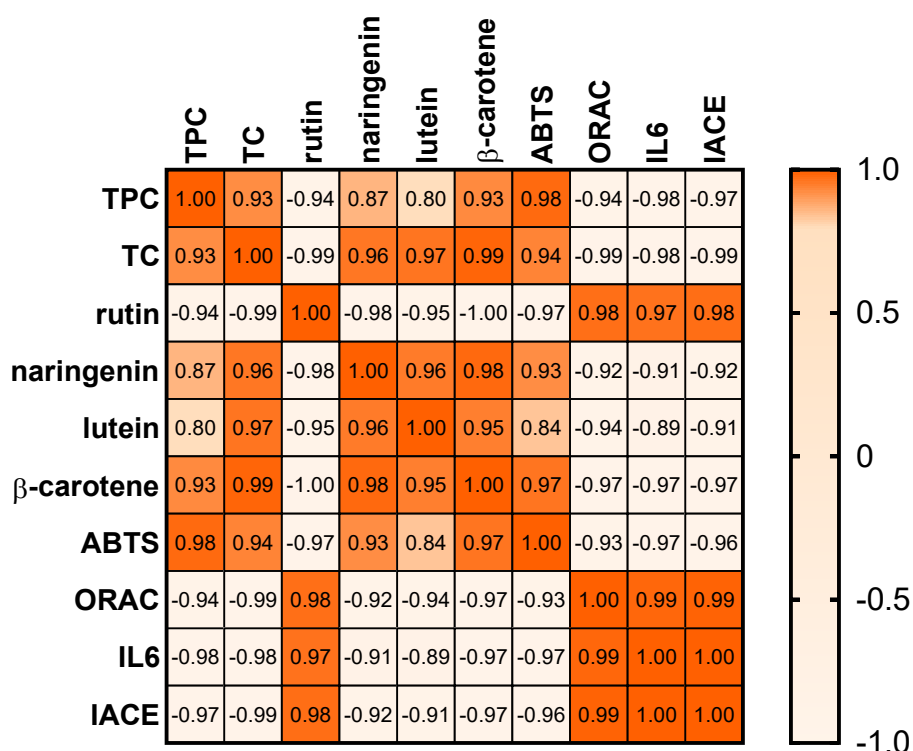 TPC TC rutin naringenin lutein β-carotene ABTS ORAC IL6 IACE
TPC 1.00 0.93 -0.94 0.87 0.80 0.93 0.98 -0.94 -0.98 -0.97
TC 0.93 1.00 -0.99 0.96 0.97 0.99 0.94 -0.99 -0.98 -0.99
rutin -0.94 -0.99 1.00 -0.98 -0.95 -1.00 -0.97 0.98 0.97 0.98
naringenin 0.87 0.96 -0.98 1.00 0.96 0.98 0.93 -0.92 -0.91 -0.92
lutein 0.80 0.97 -0.95 0.96 1.00 0.95 0.84 -0.94 -0.89 -0.91
β-carotene 0.93 0.99 -1.00 0.98 0.95 1.00 0.97 -0.97 -0.97 -0.97
ABTS 0.98 0.94 -0.97 0.93 0.84 0.97 1.00 -0.93 -0.97 -0.96
ORAC -0.94 -0.99 0.98 -0.92 -0.94 -0.97 -0.93 1.00 0.99 0.99
IL6 -0.98 -0.98 0.97 -0.91 -0.89 -0.97 -0.97 0.99 1.00 1.00
IACE -0.97 -0.99 0.98 -0.92 -0.91 -0.97 -0.96 0.99 1.00 1.00
1.0
0.5
0
-0.5
-1.0